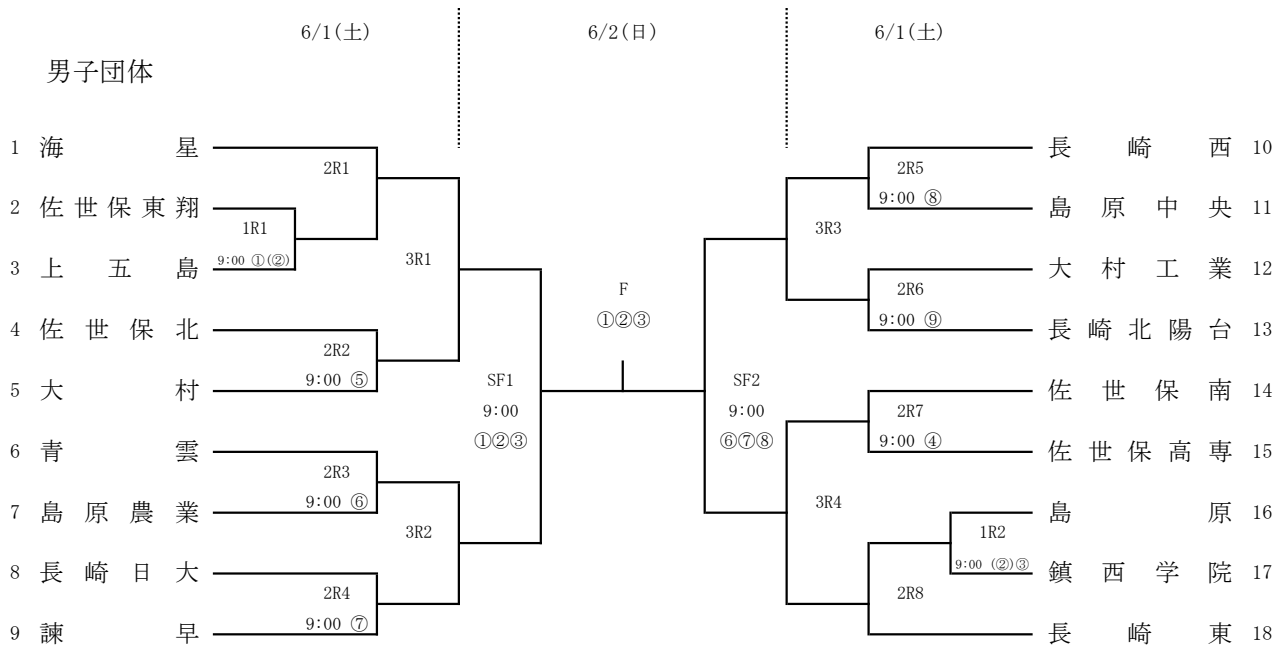 6/1(土) 6/2(日) 6/1(土)
男子団体
1 海星
2 佐世保東翔
3 上五島
4 佐世保北
5 大村
6 青雲
7 島原農業
8 長崎日大
9 諫早
1R1
9:00 ①(②)
2R1
2R2
9:00 ⑤
2R3
9:00 ⑥
2R4
9:00 ⑦
3R1
3R2
SF1
9:00
①②③
F
①②③
SF2
9:00
⑥⑦⑧
3R3
3R4
2R5
9:00 ⑧
2R6
9:00 ⑨
2R7
9:00 ④
2R8
1R2
9:00 (②)③
長崎西 10
島原中央 11
大村工業 12
長崎北陽台 13
佐世保南 14
佐世保高専 15
島原 16
鎮西学院 17
長崎東 18